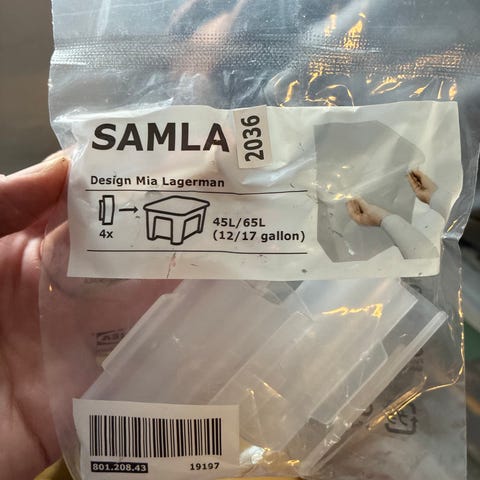 SAMLA
2036
Design Mia Lagerman
4x
45L/65L
(12/17 gallon)
801.208.43 19197